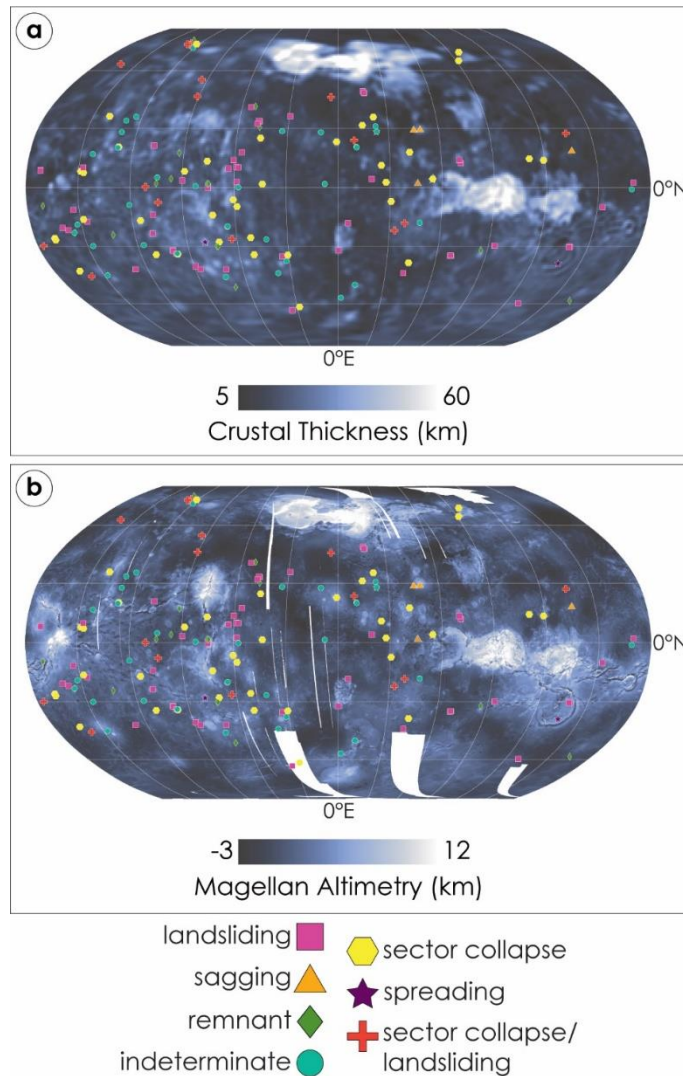 a
0°N
0°E
5 60
Crustal Thickness (km)
b
0°N
0°E
-3 12
Magellan Altimetry (km)
landsliding
sagging
remnant
indeterminate
sector collapse
spreading
sector collapse/
landsliding